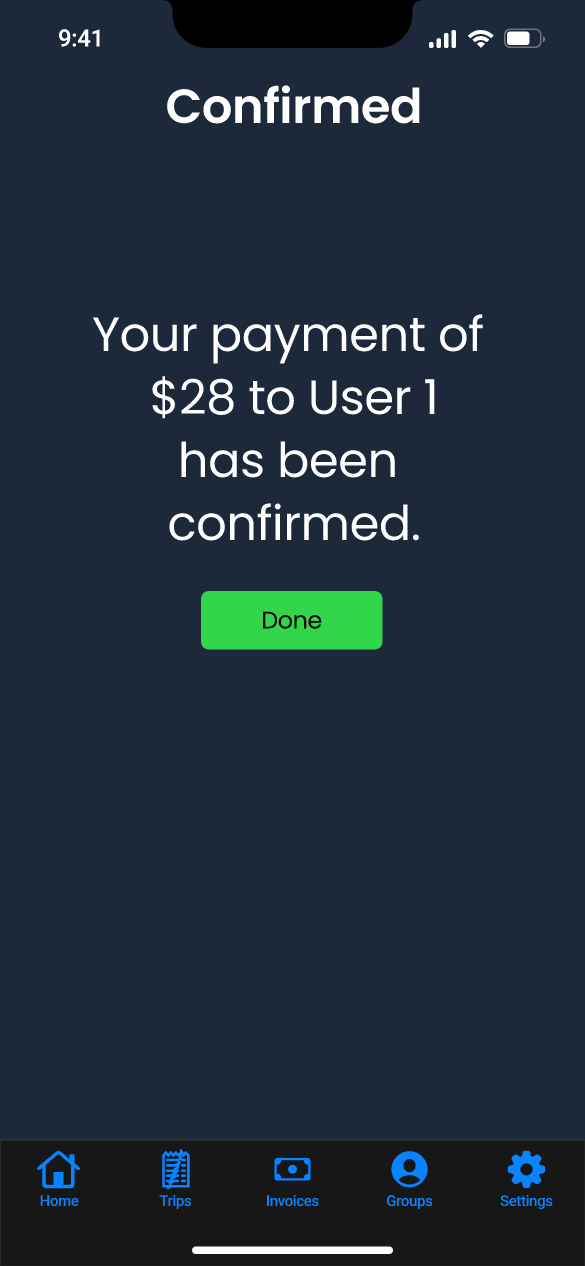 9:41
Confirmed
Your payment of
$28 to User 1
has been
confirmed.
Done
Home
Trips
Invoices
Groups
Settings